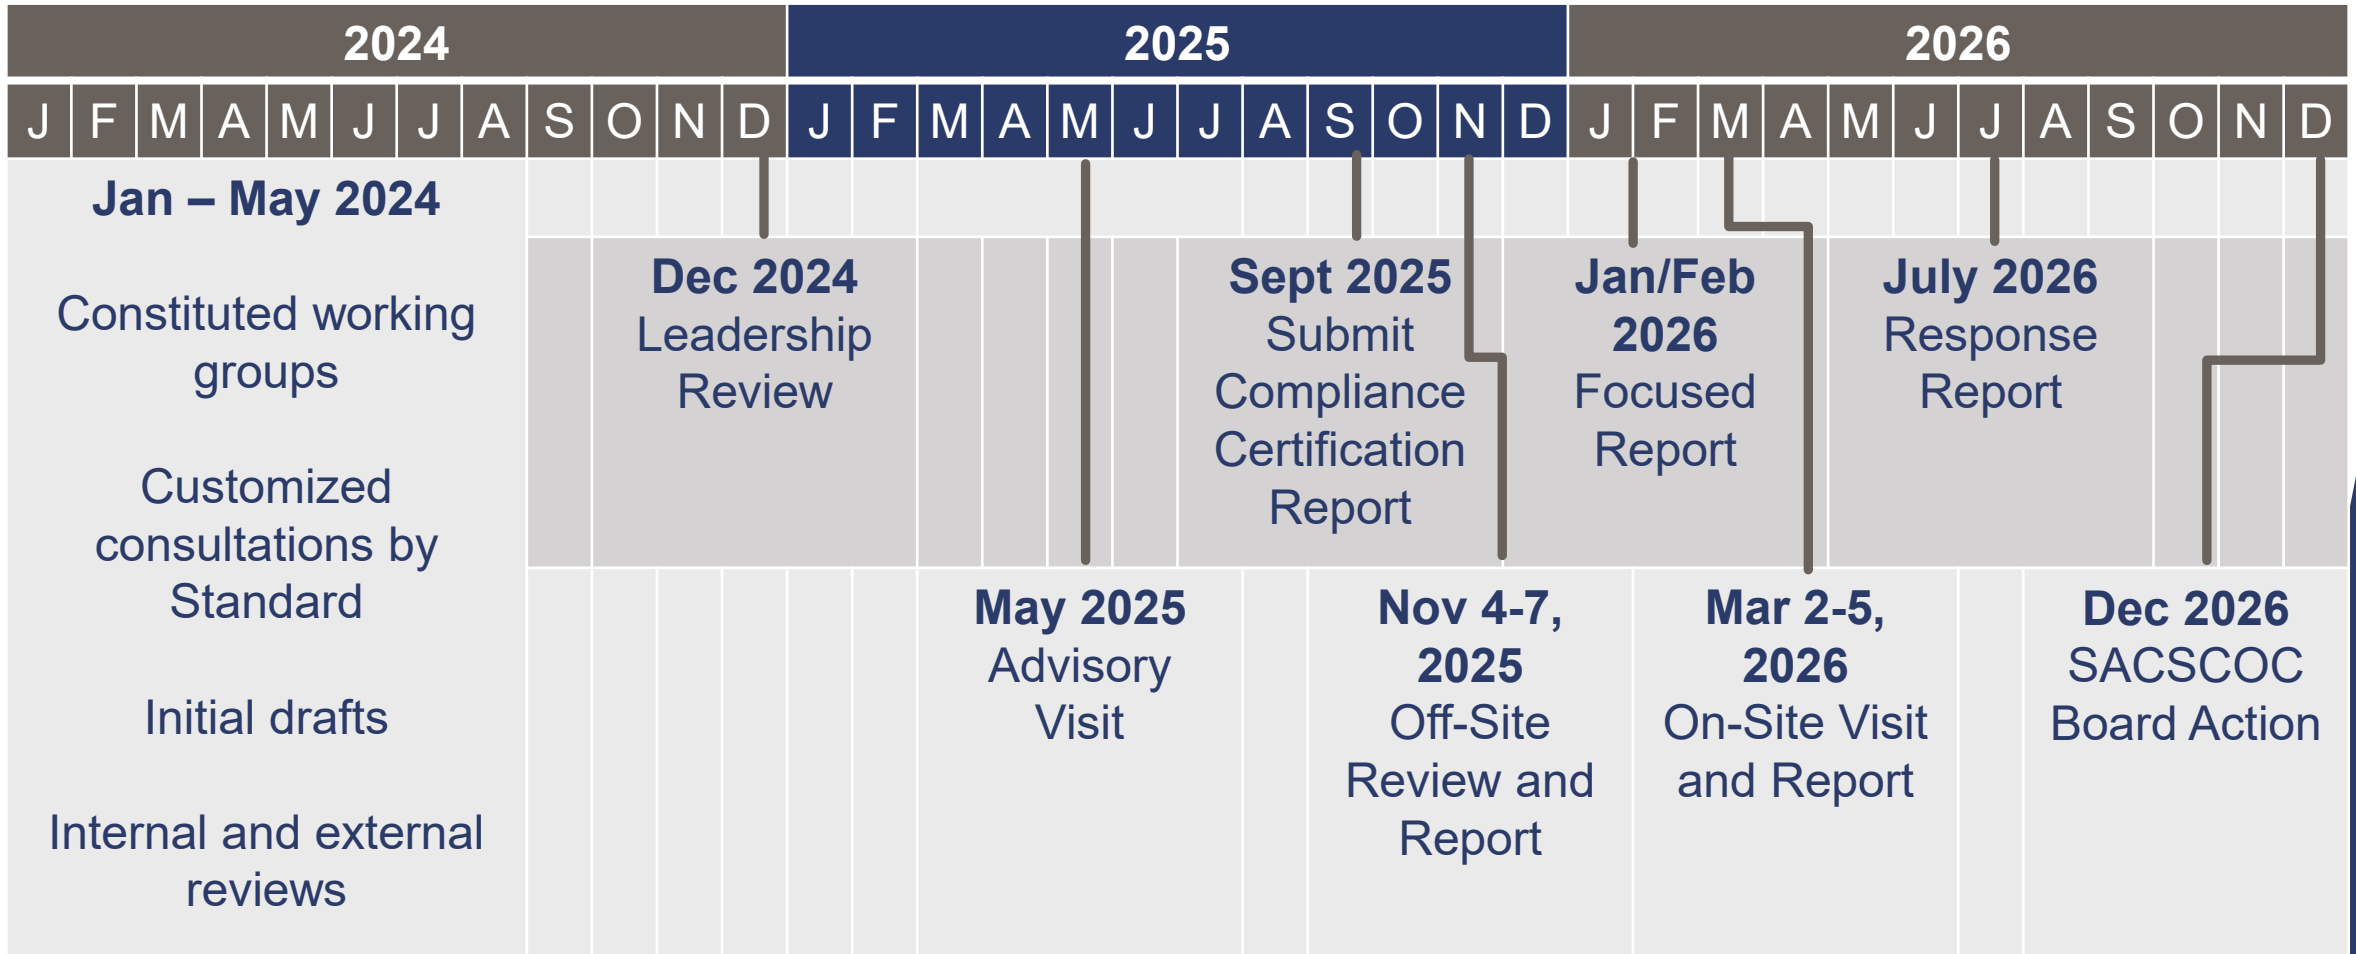 2024 2025 2026
J F M A M J J A S O N D J F M A M J J A S O N D J F M A M J J A S O N D
Jan – May 2024
Constituted working
groups
Customized
consultations by
Standard
Initial drafts
Internal and external
reviews
Dec 2024
Leadership
Review
May 2025
Advisory
Visit
Sept 2025
Submit
Compliance
Certification
Report
Nov 4-7,
2025
Off-Site
Review and
Report
Jan/Feb
2026
Focused
Report
Mar 2-5,
2026
On-Site Visit
and Report
July 2026
Response
Report
Dec 2026
SACSCOC
Board Action